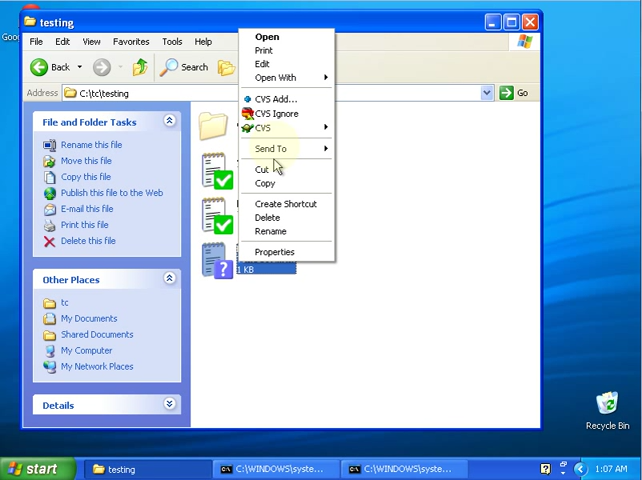 Goo
testing
File Edit View Favorites Tools Help
Back Search
Address C:\tc\testing Go
File and Folder Tasks
Rename this file
Move this file
Copy this file
Publish this file to the Web
E-mail this file
Print this file
Delete this file
Other Places
tc
My Documents
Shared Documents
My Computer
My Network Places
Details
Open
Print
Edit
Open With
CVS Add...
CVS Ignore
CVS
Send To
Cut
Copy
Create Shortcut
Delete
Rename
Properties
1 KB
Recycle Bin
start testing C:\WINDOWS\syste... C:\WINDOWS\syste... 1:07 AM